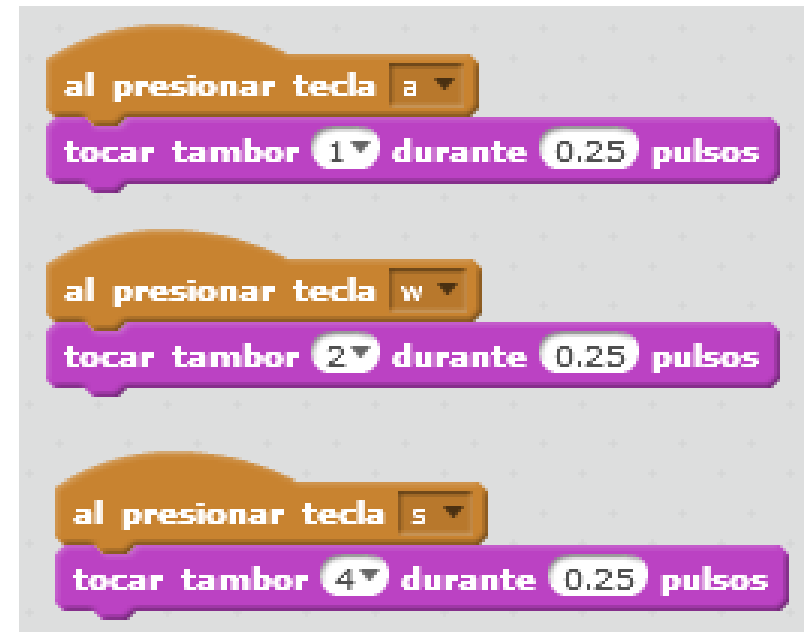 al presionar tecla a
tocar tambor 1 durante 0.25 pulsos
al presionar tecla w
tocar tambor 2 durante 0.25 pulsos
al presionar tecla s
tocar tambor 4 durante 0.25 pulsos